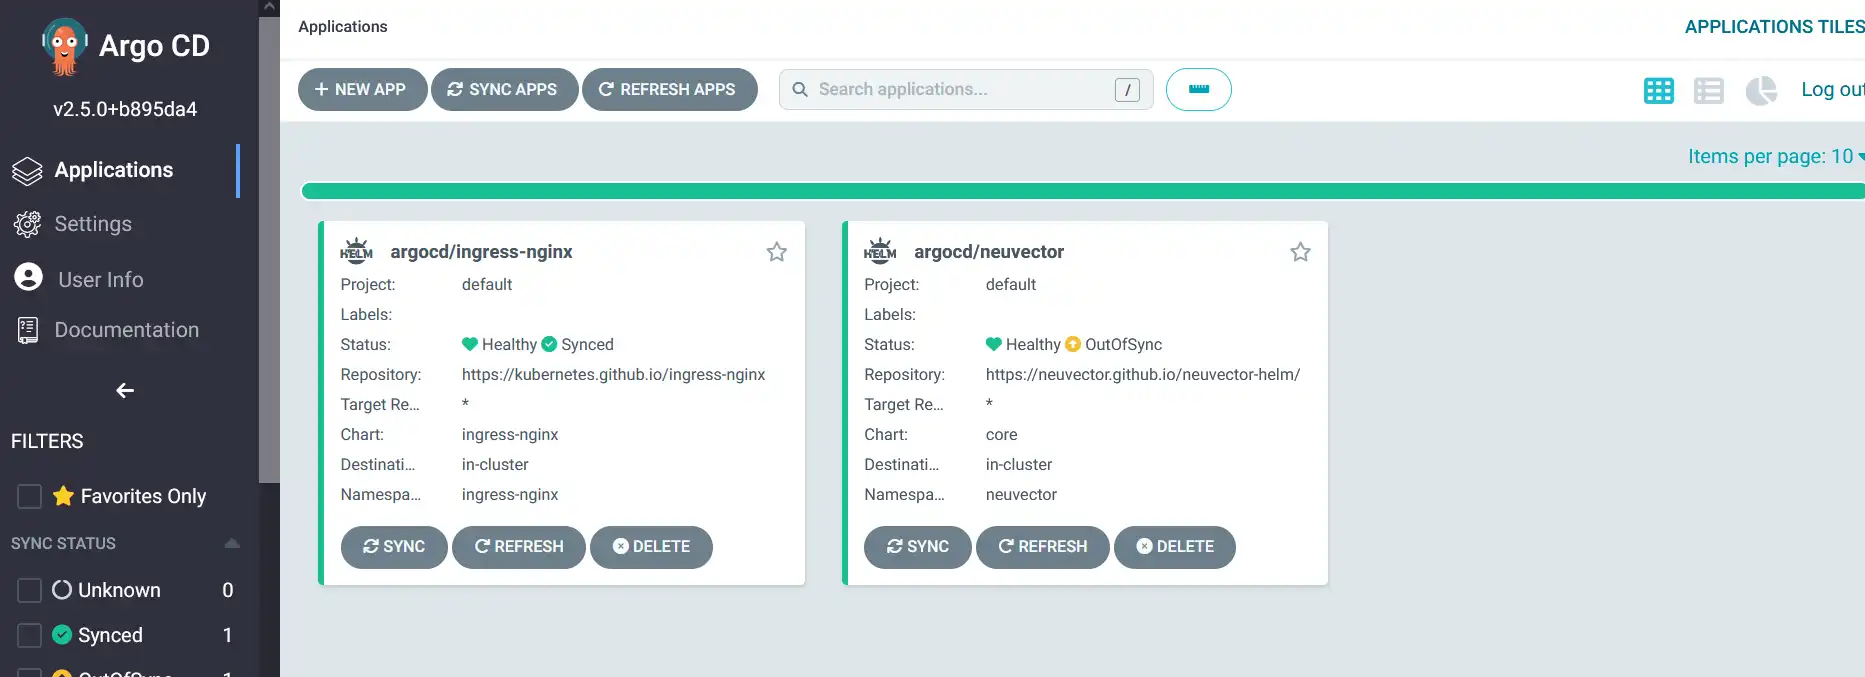 Argo CD
v2.5.0+b895da4
Applications
Settings
User Info
Documentation
FILTERS
Favorites Only
SYNC STATUS
Unknown 0
Synced 1
OutOfSync 1
Applications
APPLICATIONS TILES
NEW APP SYNC APPS REFRESH APPS Search applications... / Log out
Items per page: 10
HELM argocd/ingress-nginx
Project: default
Labels:
Status: Healthy Synced
Repository: https://kubernetes.github.io/ingress-nginx
Target Re... *
Chart: ingress-nginx
Destinati... in-cluster
Namespa... ingress-nginx
SYNC REFRESH DELETE
HELM argocd/neuvector
Project: default
Labels:
Status: Healthy OutOfSync
Repository: https://neuvector.github.io/neuvector-helm/
Target Re... *
Chart: core
Destinati... in-cluster
Namespa... neuvector
SYNC REFRESH DELETE